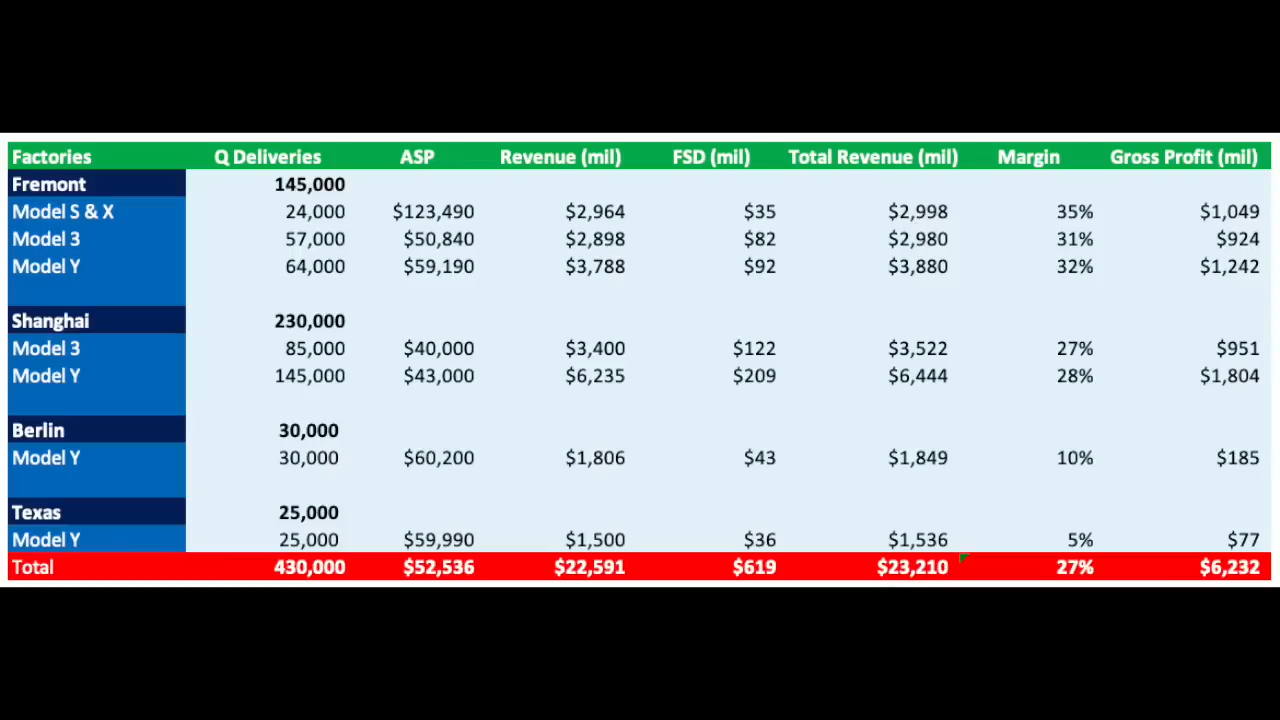 Factories Q Deliveries ASP Revenue (mil) FSD (mil) Total Revenue (mil) Margin Gross Profit (mil)
Fremont 145,000
Model S & X 24,000 $123,490 $2,964 $35 $2,998 35% $1,049
Model 3 57,000 $50,840 $2,898 $82 $2,980 31% $924
Model Y 64,000 $59,190 $3,788 $92 $3,880 32% $1,242
Shanghai 230,000
Model 3 85,000 $40,000 $3,400 $122 $3,522 27% $951
Model Y 145,000 $43,000 $6,235 $209 $6,444 28% $1,804
Berlin 30,000
Model Y 30,000 $60,200 $1,806 $43 $1,849 10% $185
Texas 25,000
Model Y 25,000 $59,990 $1,500 $36 $1,536 5% $77
Total 430,000 $52,536 $22,591 $619 $23,210 27% $6,232